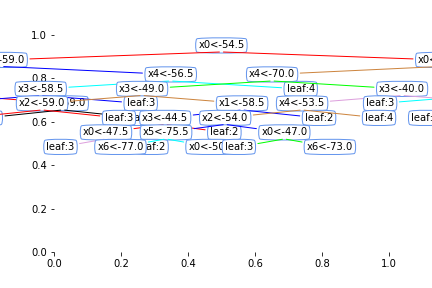 1.0
x0<-54.5
<-59.0
x0<
0.8
x4<-56.5
x4<-70.0
x3<-58.5
x3<-49.0
leaf:4
x3<-40.0
x2<-59.0
9.0
leaf:3
x1<-58.5
x4<-53.5
leaf:3
0.6
leaf:3
x3<-44.5
x2<-54.0
leaf:2
leaf:4
leaf:
x0<-47.5
x5<-75.5
leaf:2
x0<-47.0
0.4
leaf:3
x6<-77.0
af:2
x0<-50
leaf:3
x6<-73.0
0.2
0.0
0.0
0.2
0.4
0.6
0.8
1.0